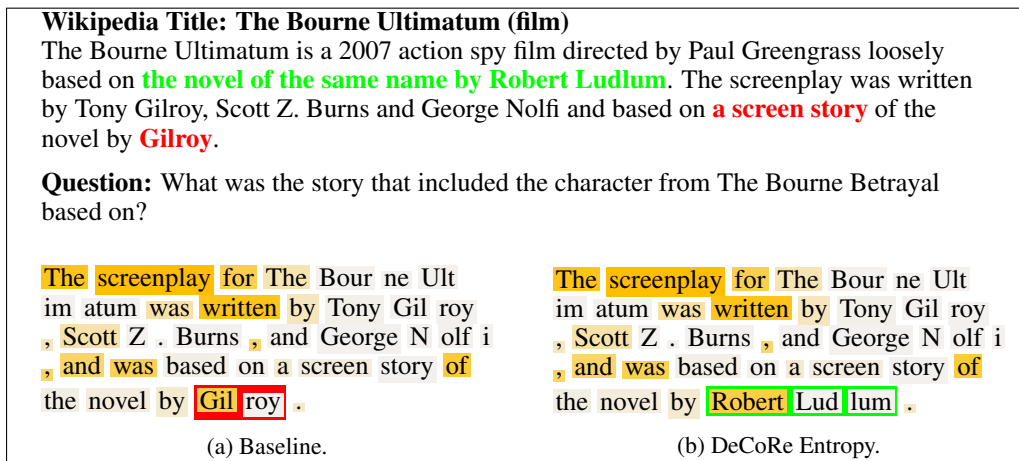 Wikipedia Title: The Bourne Ultimatum (film)
The Bourne Ultimatum is a 2007 action spy film directed by Paul Greengrass loosely
based on the novel of the same name by Robert Ludlum. The screenplay was written
by Tony Gilroy, Scott Z. Burns and George Nolfi and based on a screen story of the
novel by Gilroy.
Question: What was the story that included the character from The Bourne Betrayal
based on?
The screenplay for The Bour ne Ult
im atum was written by Tony Gil roy
, Scott Z . Burns , and George N olf i
, and was based on a screen story of
the novel by Gil roy .
(a) Baseline.
The screenplay for The Bour ne Ult
im atum was written by Tony Gil roy
, Scott Z . Burns , and George N olf i
, and was based on a screen story of
the novel by Robert Lud lum .
(b) DeCoRe Entropy.